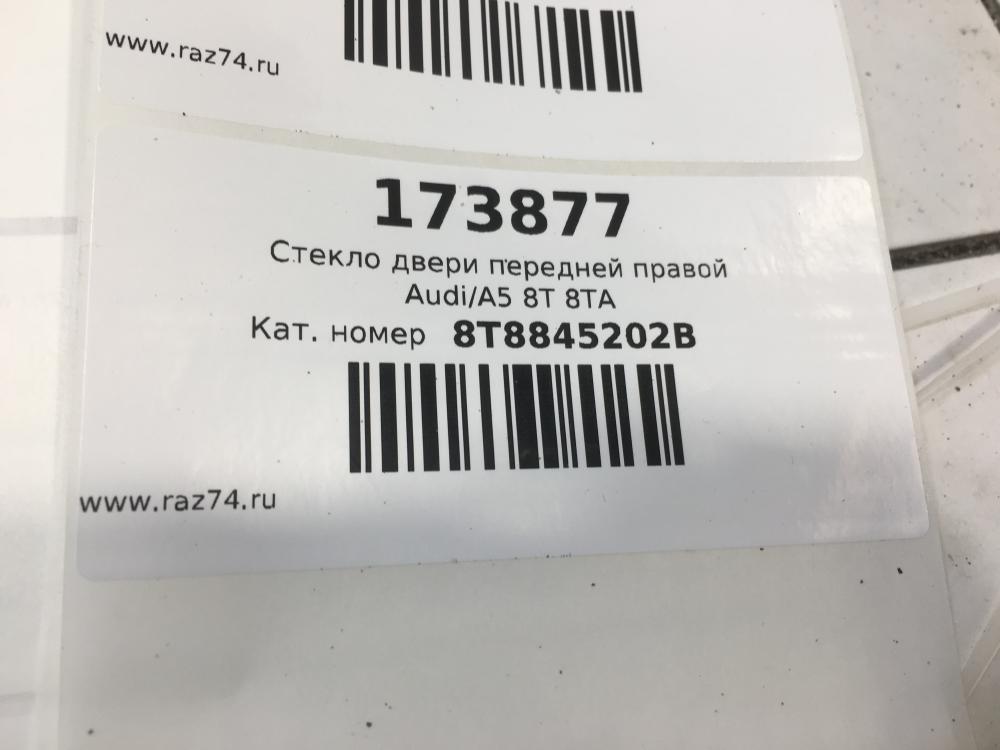 www.raz74.ru
173877
Стекло двери передней правой
Audi/A5 8T 8TA
Кат. номер 8T8845202B
www.raz74.ru